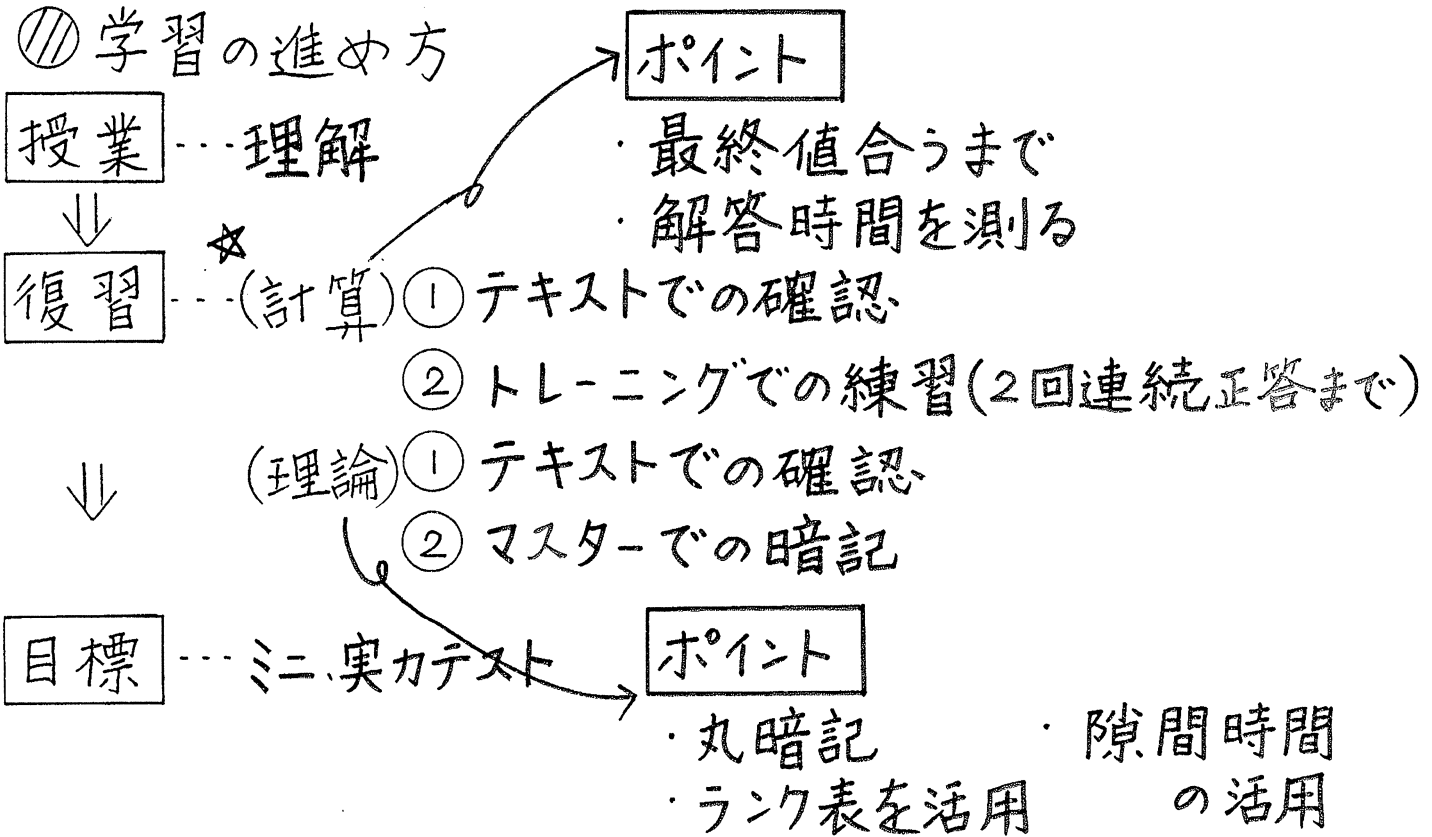 学習の進め方
ポイント
・最終値合うまで
・解答時間を測る
授業 ---- 理解
⇓
復習 ---- ☆(計算) ① テキストでの確認
② トレーニングでの練習(2回連続正答まで)
(理論) ① テキストでの確認
② マスターでの暗記
⇓
目標 --- ミニ、実力テスト
ポイント
・丸暗記
・ランク表を活用
・隙間時間
の活用